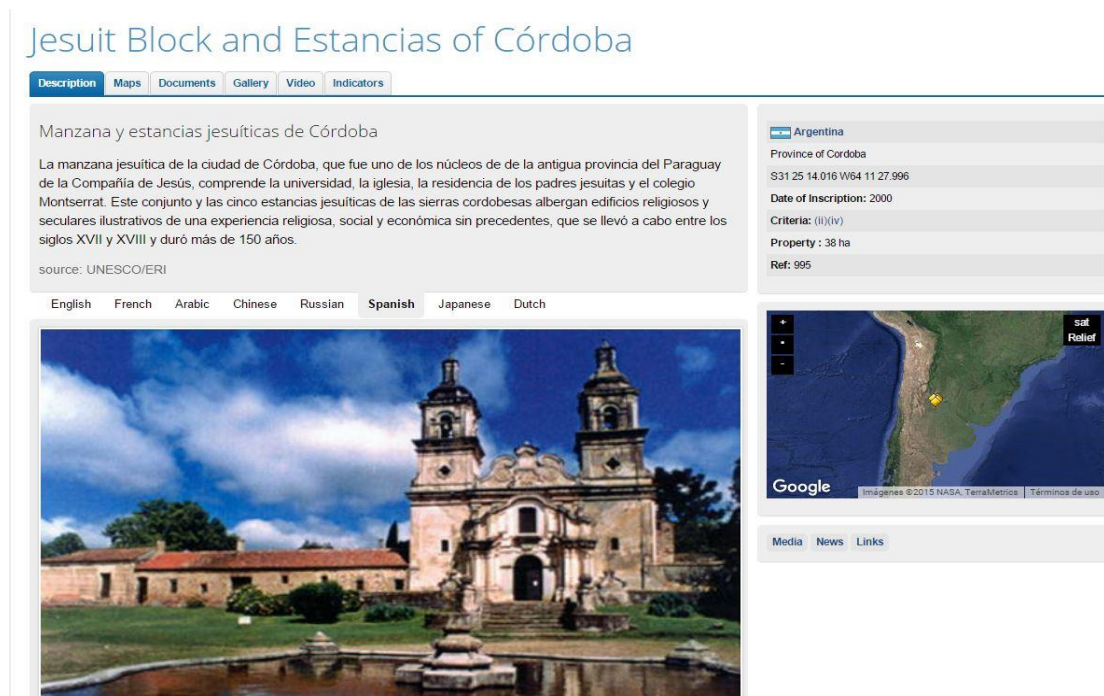 Jesuit Block and Estancias of Córdoba
Description Maps Documents Gallery Video Indicators
Manzana y estancias jesuíticas de Córdoba
La manzana jesuítica de la ciudad de Córdoba, que fue uno de los núcleos de de la antigua provincia del Paraguay
de la Compañía de Jesús, comprende la universidad, la iglesia, la residencia de los padres jesuitas y el colegio
Montserrat. Este conjunto y las cinco estancias jesuíticas de las sierras cordobesas albergan edificios religiosos y
seculares ilustrativos de una experiencia religiosa, social y económica sin precedentes, que se llevó a cabo entre los
siglos XVII y XVIII y duró más de 150 años.
source: UNESCO/ERI
English French Arabic Chinese Russian Spanish Japanese Dutch
Argentina
Province of Cordoba
S31 25 14.016 W64 11 27.996
Date of Inscription: 2000
Criteria: (ii)(iv)
Property : 38 ha
Ref: 995
+
-
sat
Relief
Google
Imágenes ©2015 NASA, TerraMetrics Términos de uso
Media News Links